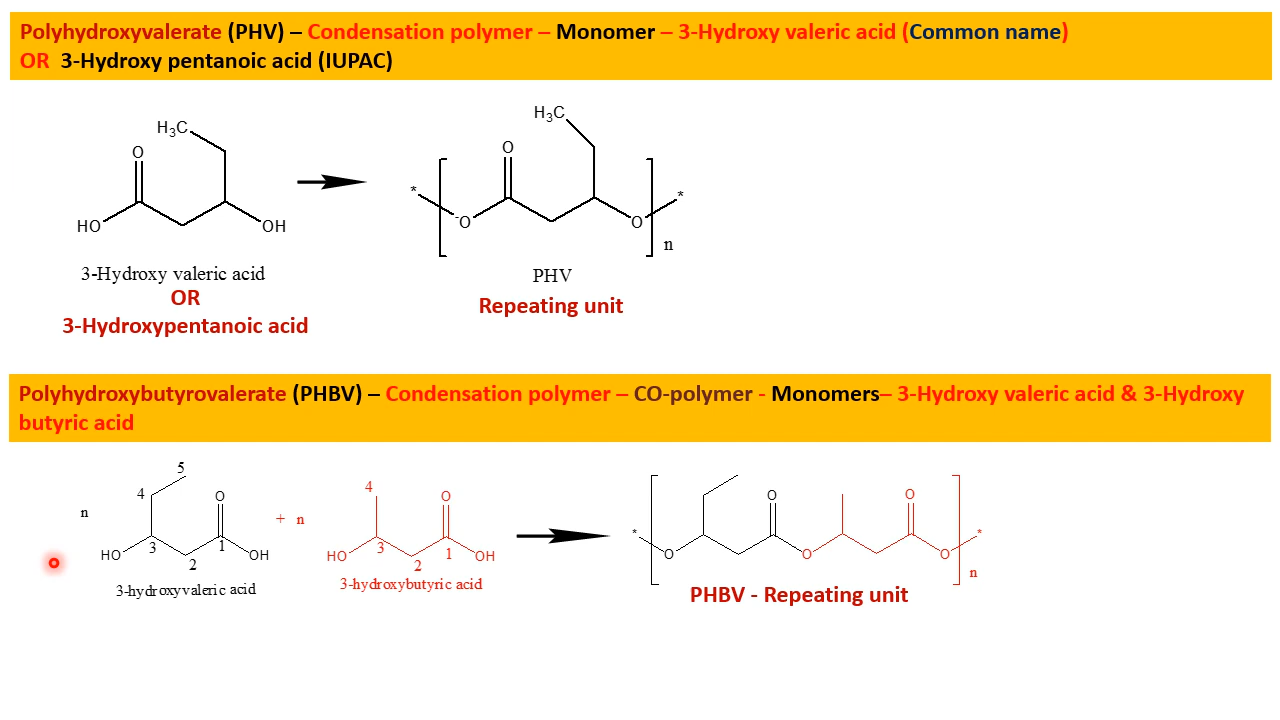 Polyhydroxyvalerate (PHV) – Condensation polymer – Monomer – 3-Hydroxy valeric acid (Common name)
OR 3-Hydroxy pentanoic acid (IUPAC)
H3C
O
HO
OH
3-Hydroxy valeric acid
OR
3-Hydroxypentanoic acid
H3C
O
*
-O
O
*
n
PHV
Repeating unit
Polyhydroxybutyrovalerate (PHBV) – Condensation polymer – CO-polymer - Monomers– 3-Hydroxy valeric acid & 3-Hydroxy
butyric acid
n
5
4
O
HO
3
2
1
OH
3-hydroxyvaleric acid
+ n
4
O
HO
3
2
1
OH
3-hydroxybutyric acid
*
O
O
O
O
O
*
n
PHBV - Repeating unit